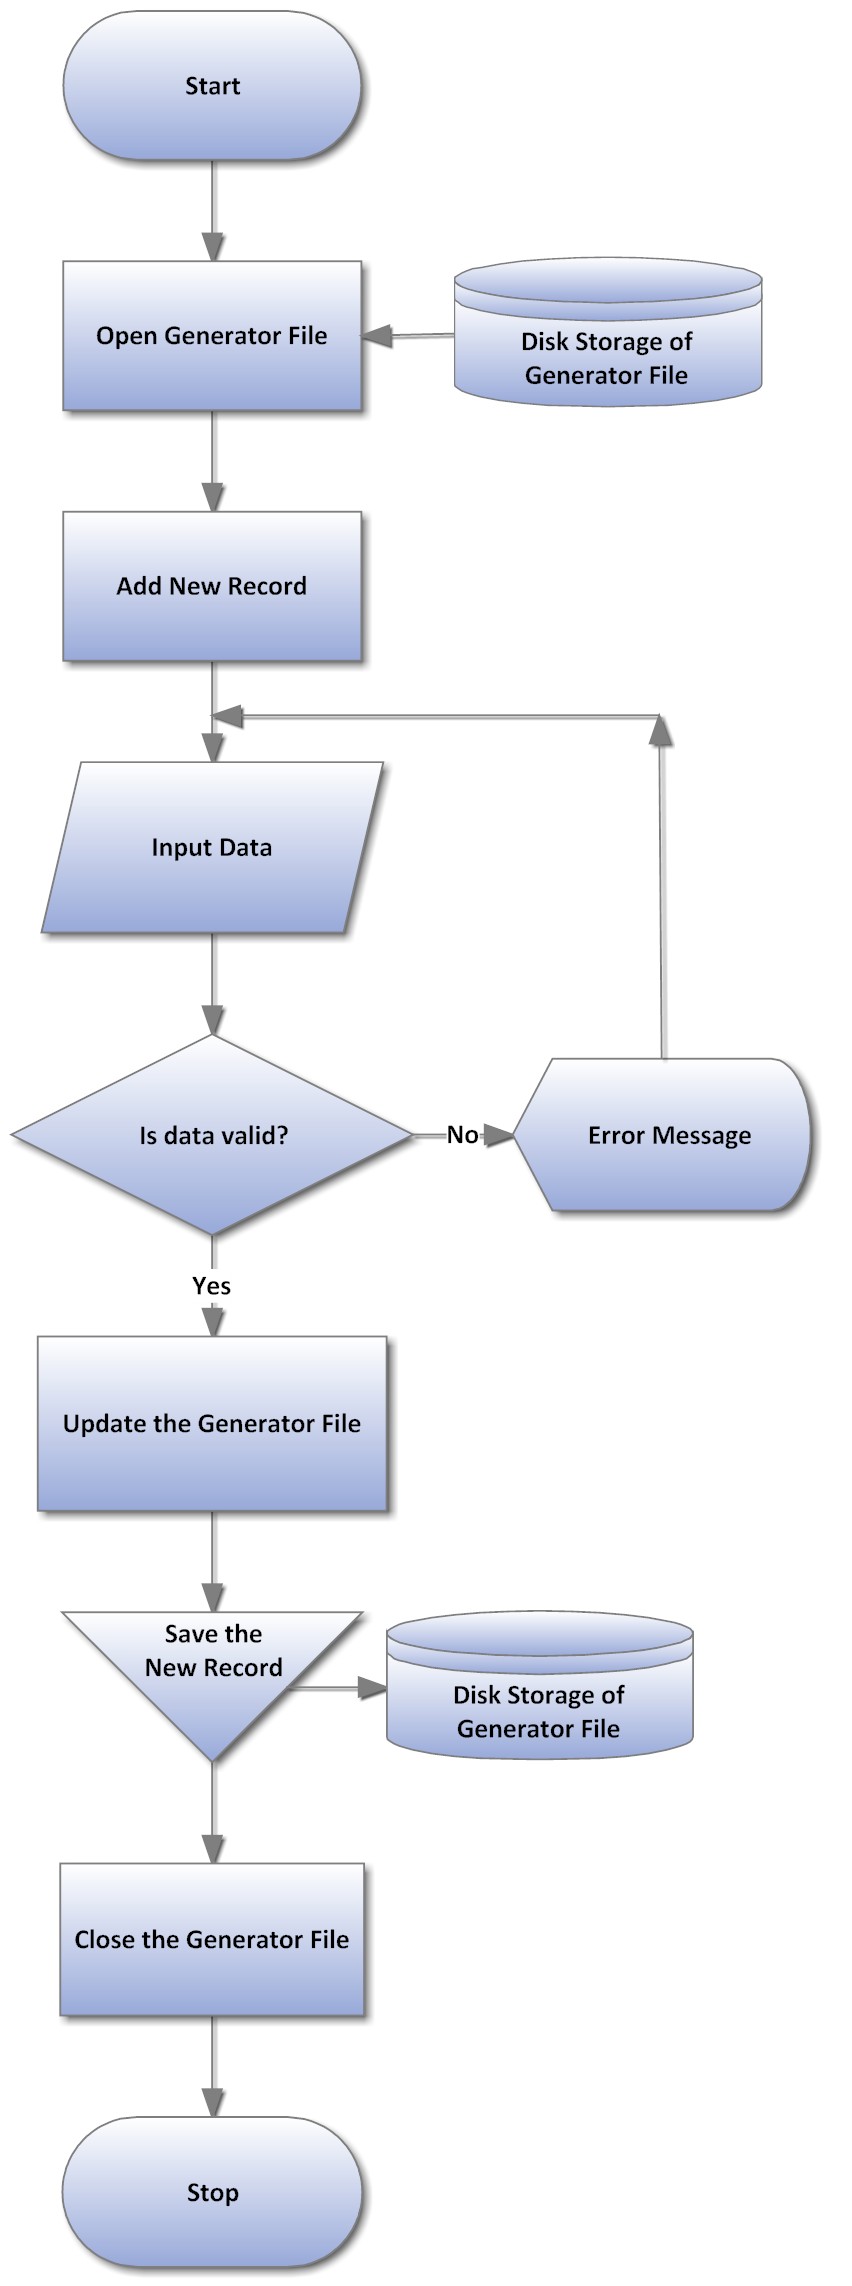 Start
Open Generator File
Disk Storage of
Generator File
Add New Record
Input Data
Is data valid?
No
Error Message
Yes
Update the Generator File
Save the
New Record
Disk Storage of
Generator File
Close the Generator File
Stop